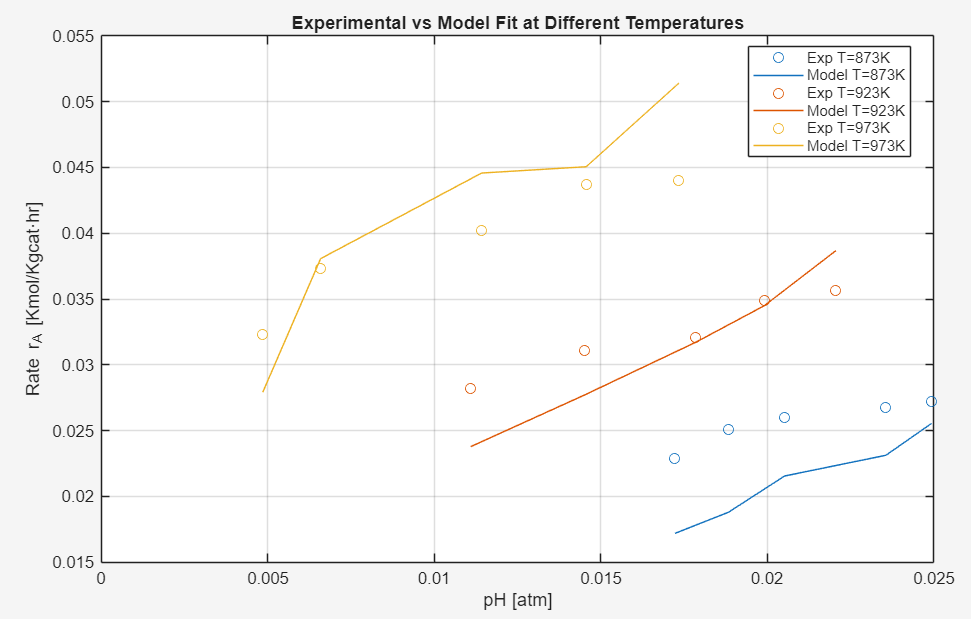 Experimental vs Model Fit at Different Temperatures
0.055
0.05
0.045
0.04
0.035
0.03
0.025
0.02
0.015
Rate r_A [Kmol/Kgcat·hr]
Exp T=873K
Model T=873K
Exp T=923K
Model T=923K
Exp T=973K
Model T=973K
0 0.005 0.01 0.015 0.02 0.025
pH [atm]